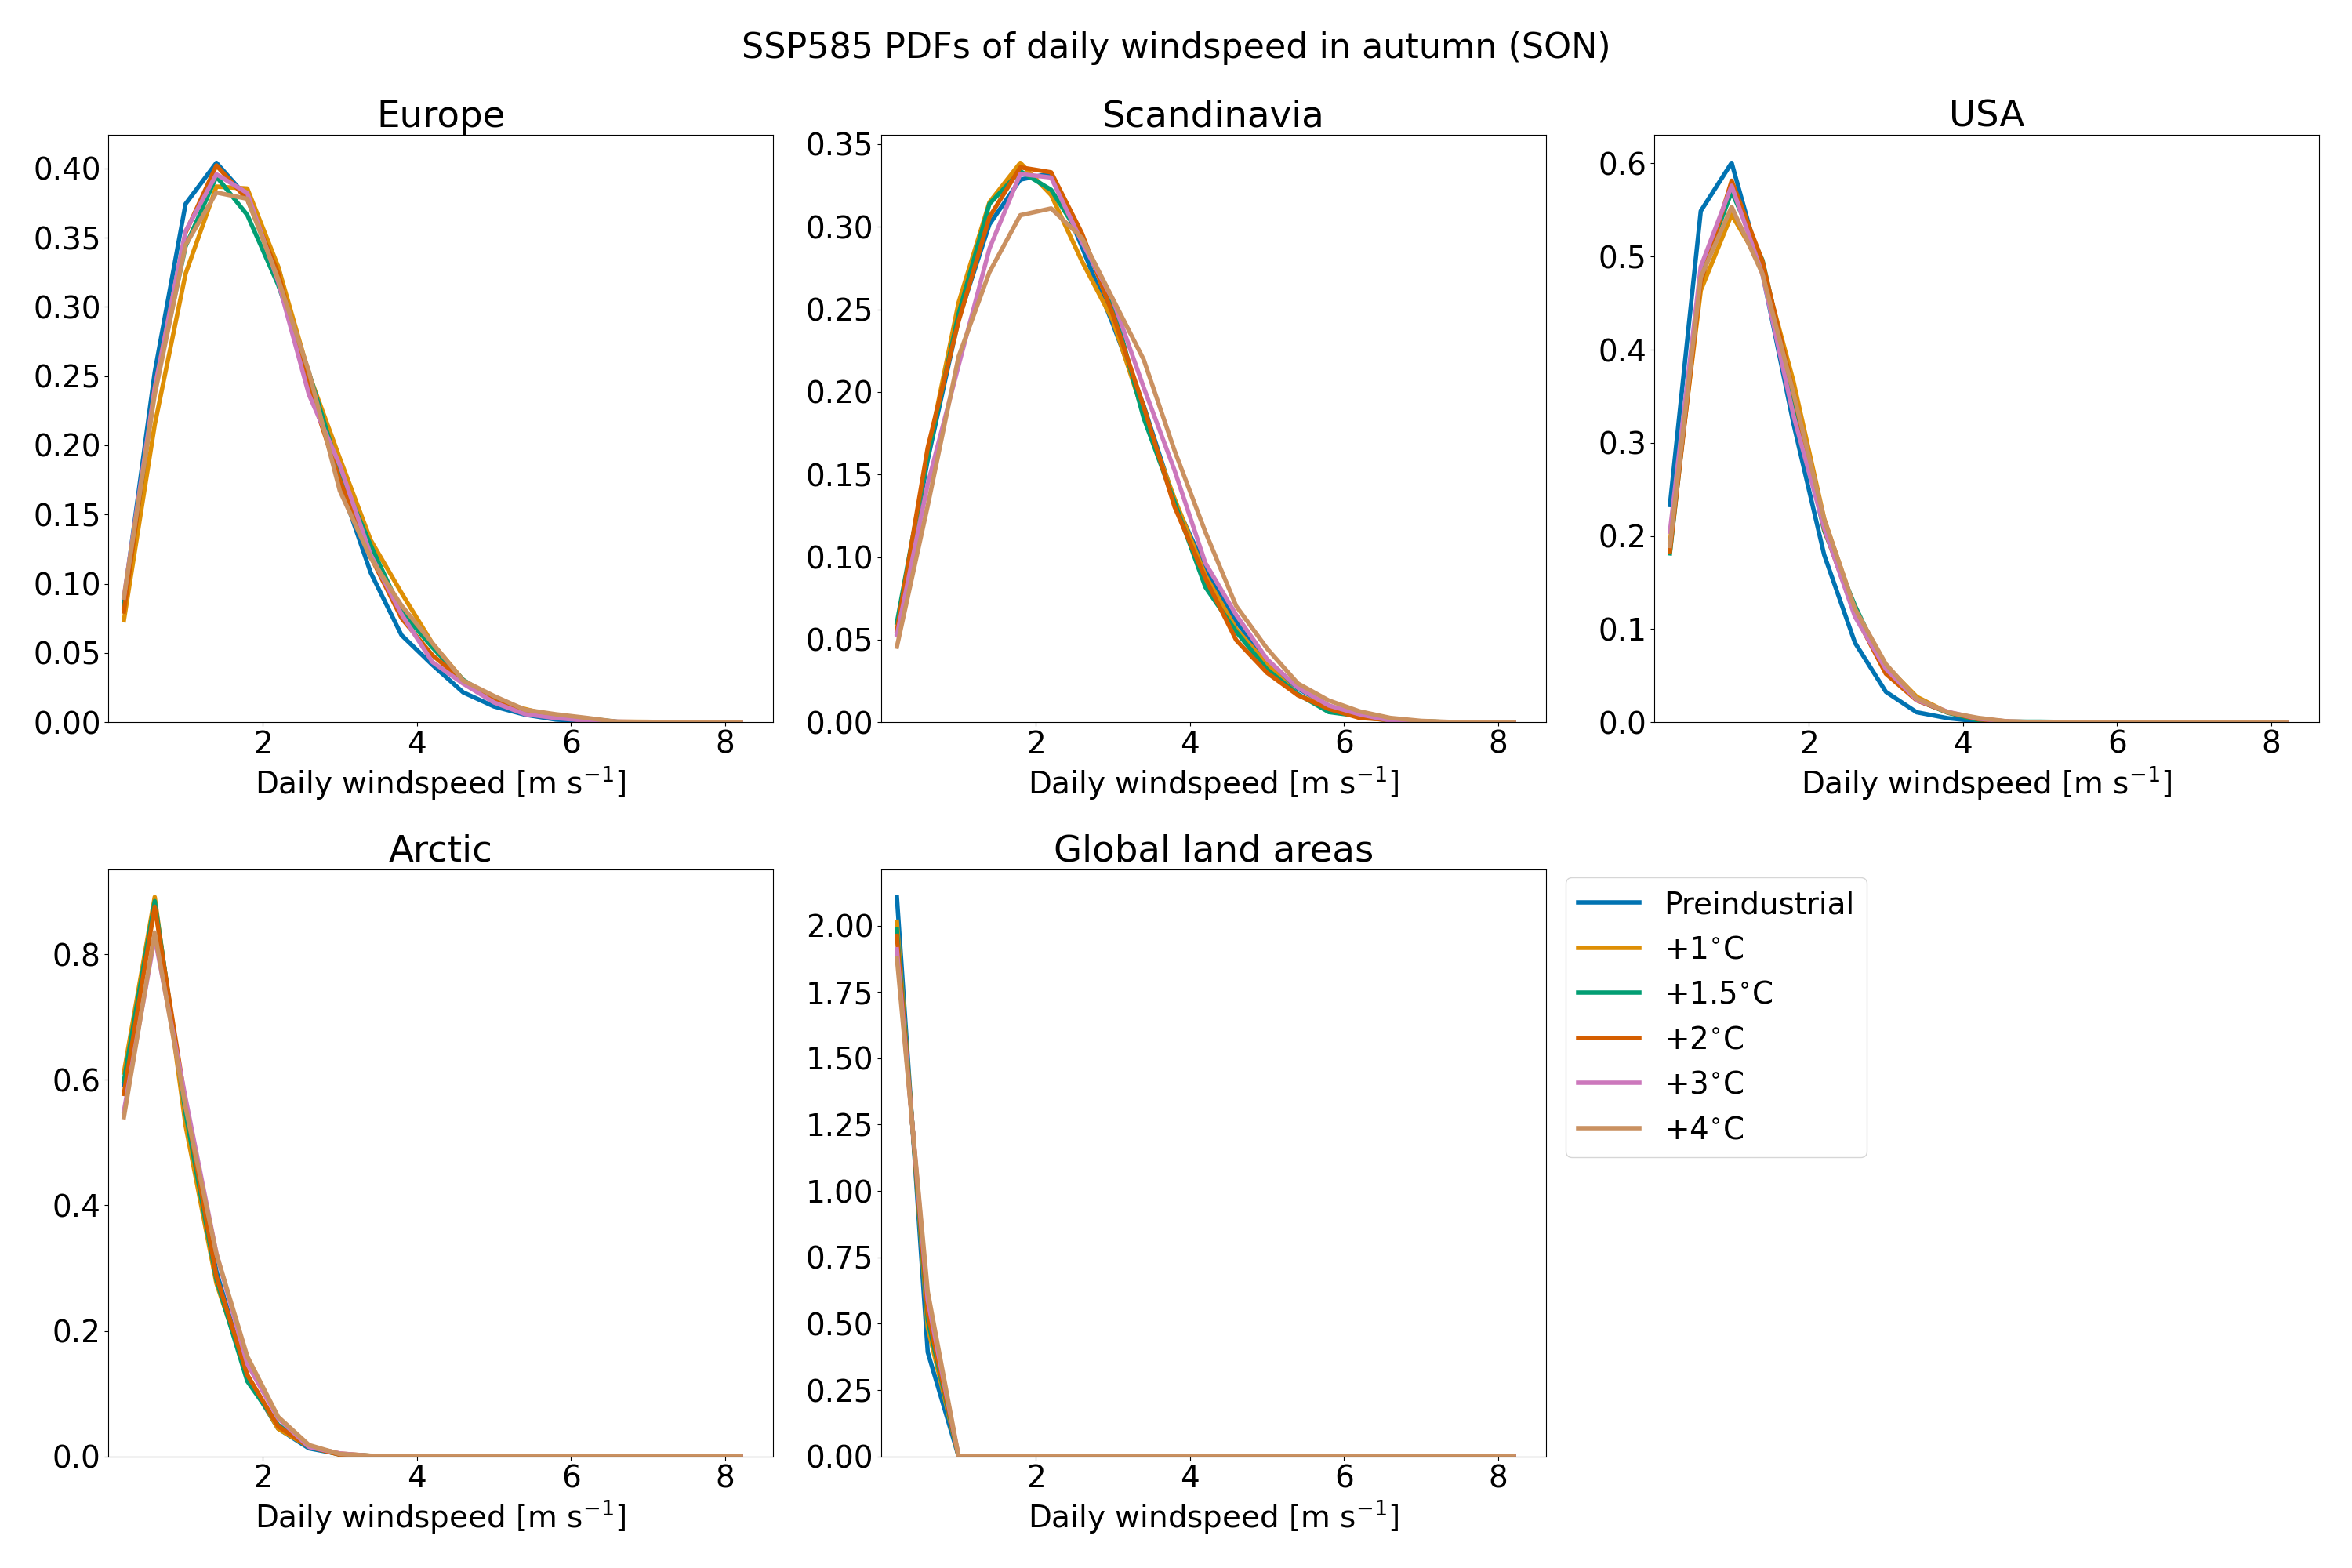 SSP585 PDFs of daily windspeed in autumn (SON)
Europe
0.40
0.35
0.30
0.25
0.20
0.15
0.10
0.05
0.00
2 4 6 8
Daily windspeed [m s⁻¹]
Scandinavia
0.35
0.30
0.25
0.20
0.15
0.10
0.05
0.00
2 4 6 8
Daily windspeed [m s⁻¹]
USA
0.6
0.5
0.4
0.3
0.2
0.1
0.0
2 4 6 8
Daily windspeed [m s⁻¹]
Arctic
0.8
0.6
0.4
0.2
0.0
2 4 6 8
Daily windspeed [m s⁻¹]
Global land areas
2.00
1.75
1.50
1.25
1.00
0.75
0.50
0.25
0.00
2 4 6 8
Daily windspeed [m s⁻¹]
Preindustrial
+1°C
+1.5°C
+2°C
+3°C
+4°C